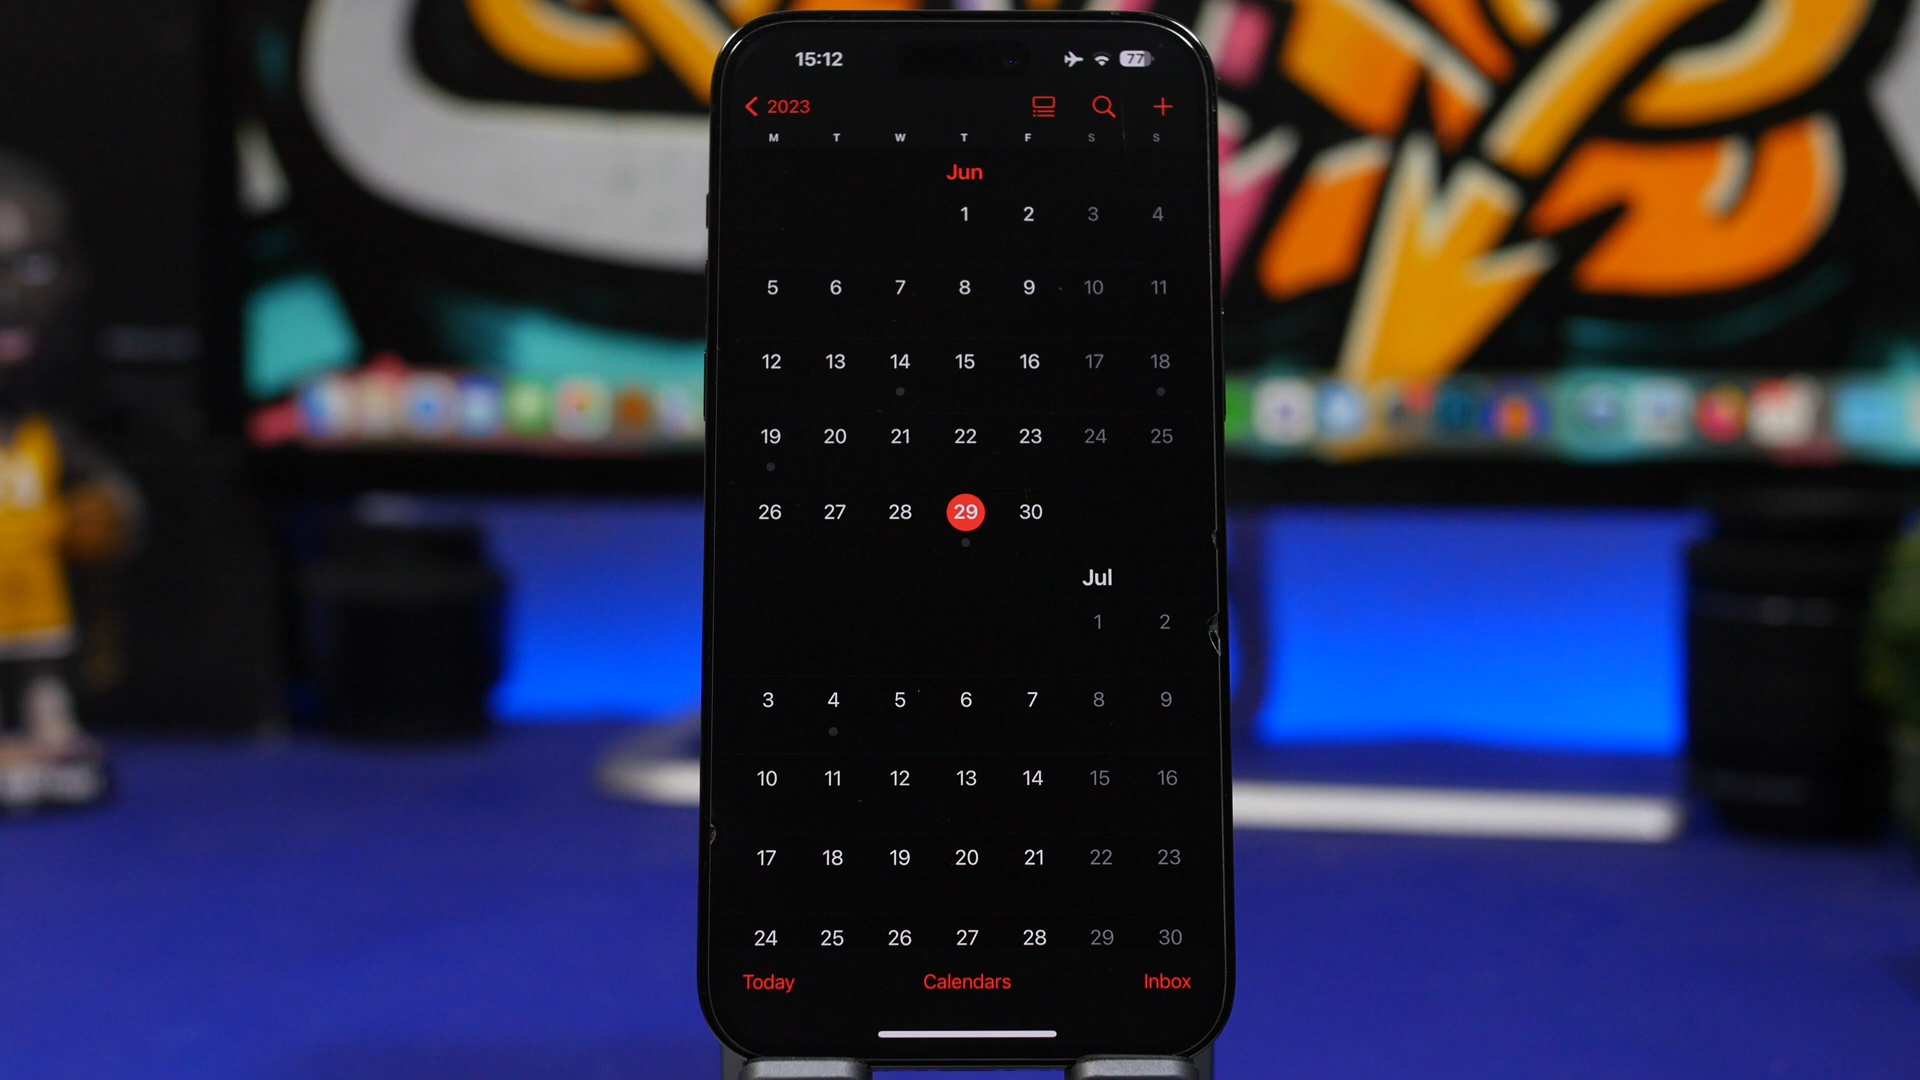 15:12 77
2023
M T W T F S S
Jun
1 2 3 4
5 6 7 8 9 10 11
12 13 14 15 16 17 18
19 20 21 22 23 24 25
26 27 28 29 30
Jul
1 2
3 4 5 6 7 8 9
10 11 12 13 14 15 16
17 18 19 20 21 22 23
24 25 26 27 28 29 30
Today Calendars Inbox